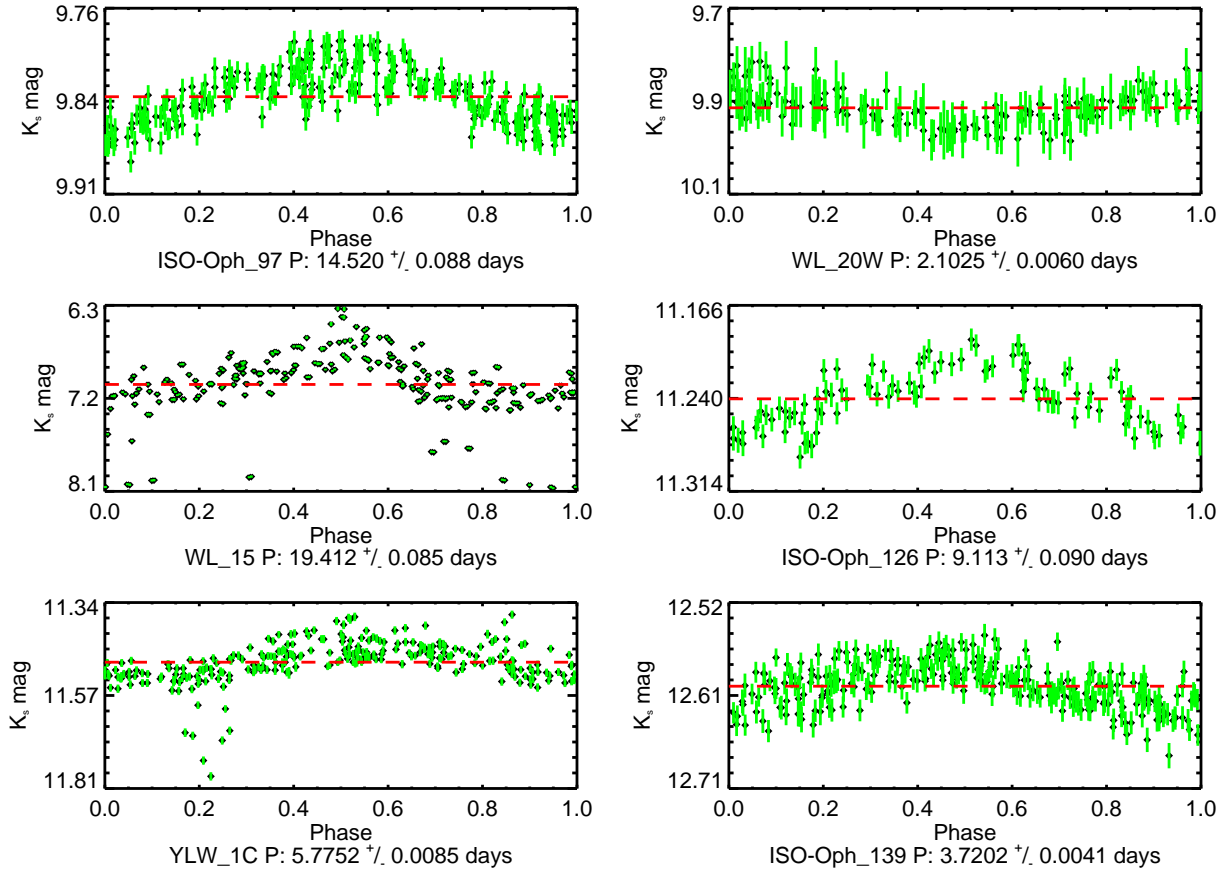 9.76
9.84
9.91
K_s mag
0.0 0.2 0.4 0.6 0.8 1.0
Phase
ISO-Oph_97 P: 14.520 +/- 0.088 days
9.7
9.9
10.1
K_s mag
0.0 0.2 0.4 0.6 0.8 1.0
Phase
WL_20W P: 2.1025 +/- 0.0060 days
6.3
7.2
8.1
K_s mag
0.0 0.2 0.4 0.6 0.8 1.0
Phase
WL_15 P: 19.412 +/- 0.085 days
11.166
11.240
11.314
K_s mag
0.0 0.2 0.4 0.6 0.8 1.0
Phase
ISO-Oph_126 P: 9.113 +/- 0.090 days
11.34
11.57
11.81
K_s mag
0.0 0.2 0.4 0.6 0.8 1.0
Phase
YLW_1C P: 5.7752 +/- 0.0085 days
12.52
12.61
12.71
K_s mag
0.0 0.2 0.4 0.6 0.8 1.0
Phase
ISO-Oph_139 P: 3.7202 +/- 0.0041 days